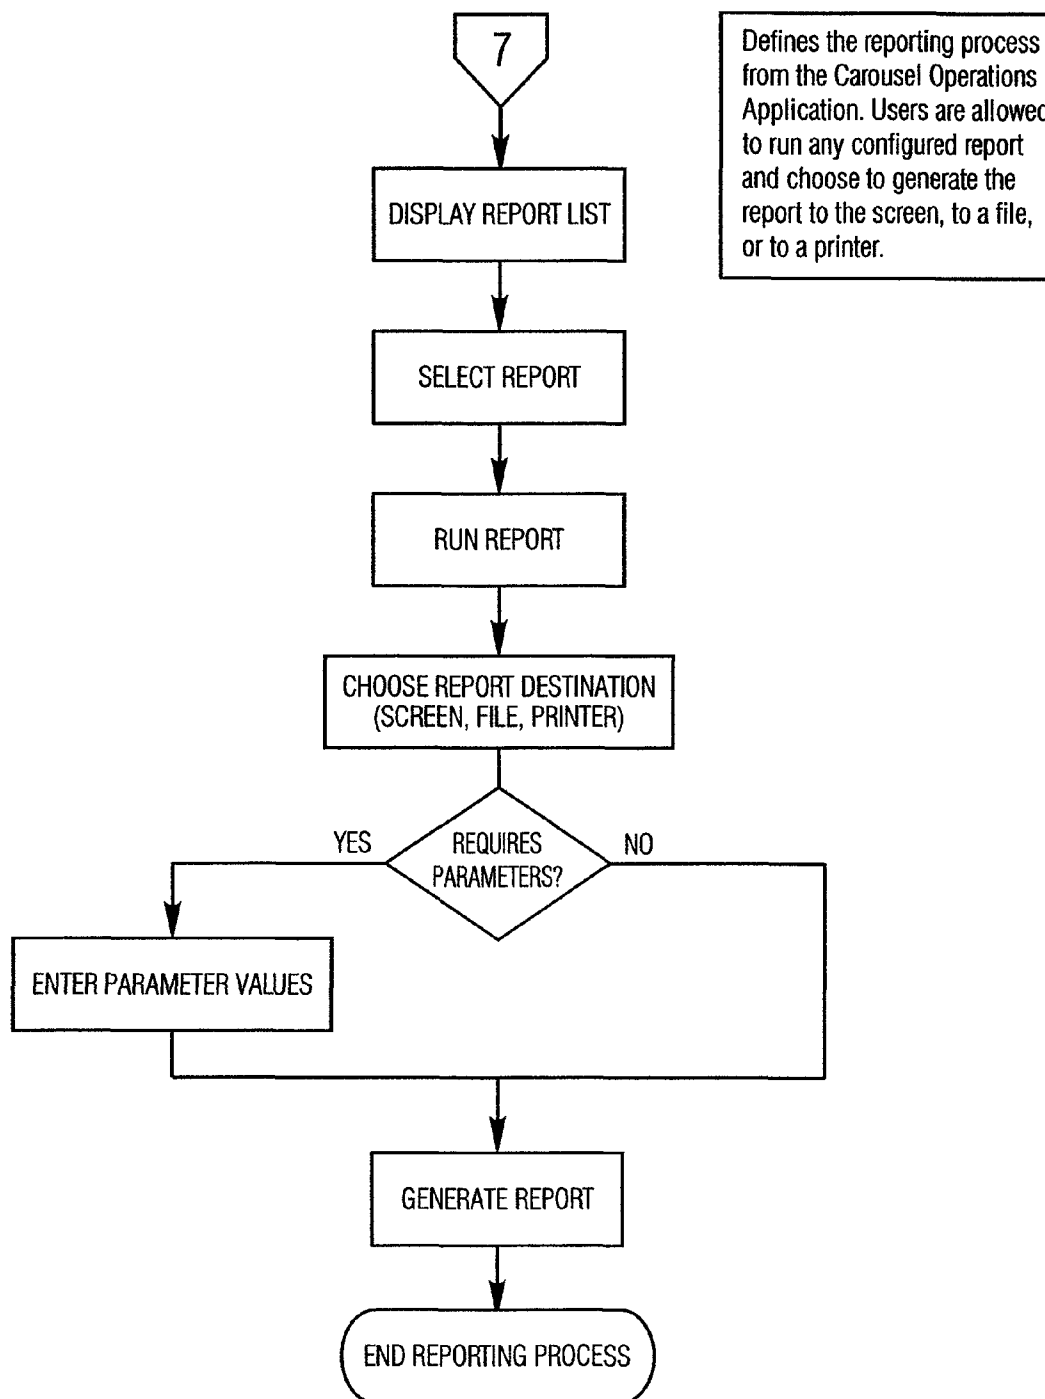 7
Defines the reporting process
from the Carousel Operations
Application. Users are allowed
to run any configured report
and choose to generate the
report to the screen, to a file,
or to a printer.
DISPLAY REPORT LIST
SELECT REPORT
RUN REPORT
CHOOSE REPORT DESTINATION
(SCREEN, FILE, PRINTER)
YES
REQUIRES
PARAMETERS?
NO
ENTER PARAMETER VALUES
GENERATE REPORT
END REPORTING PROCESS